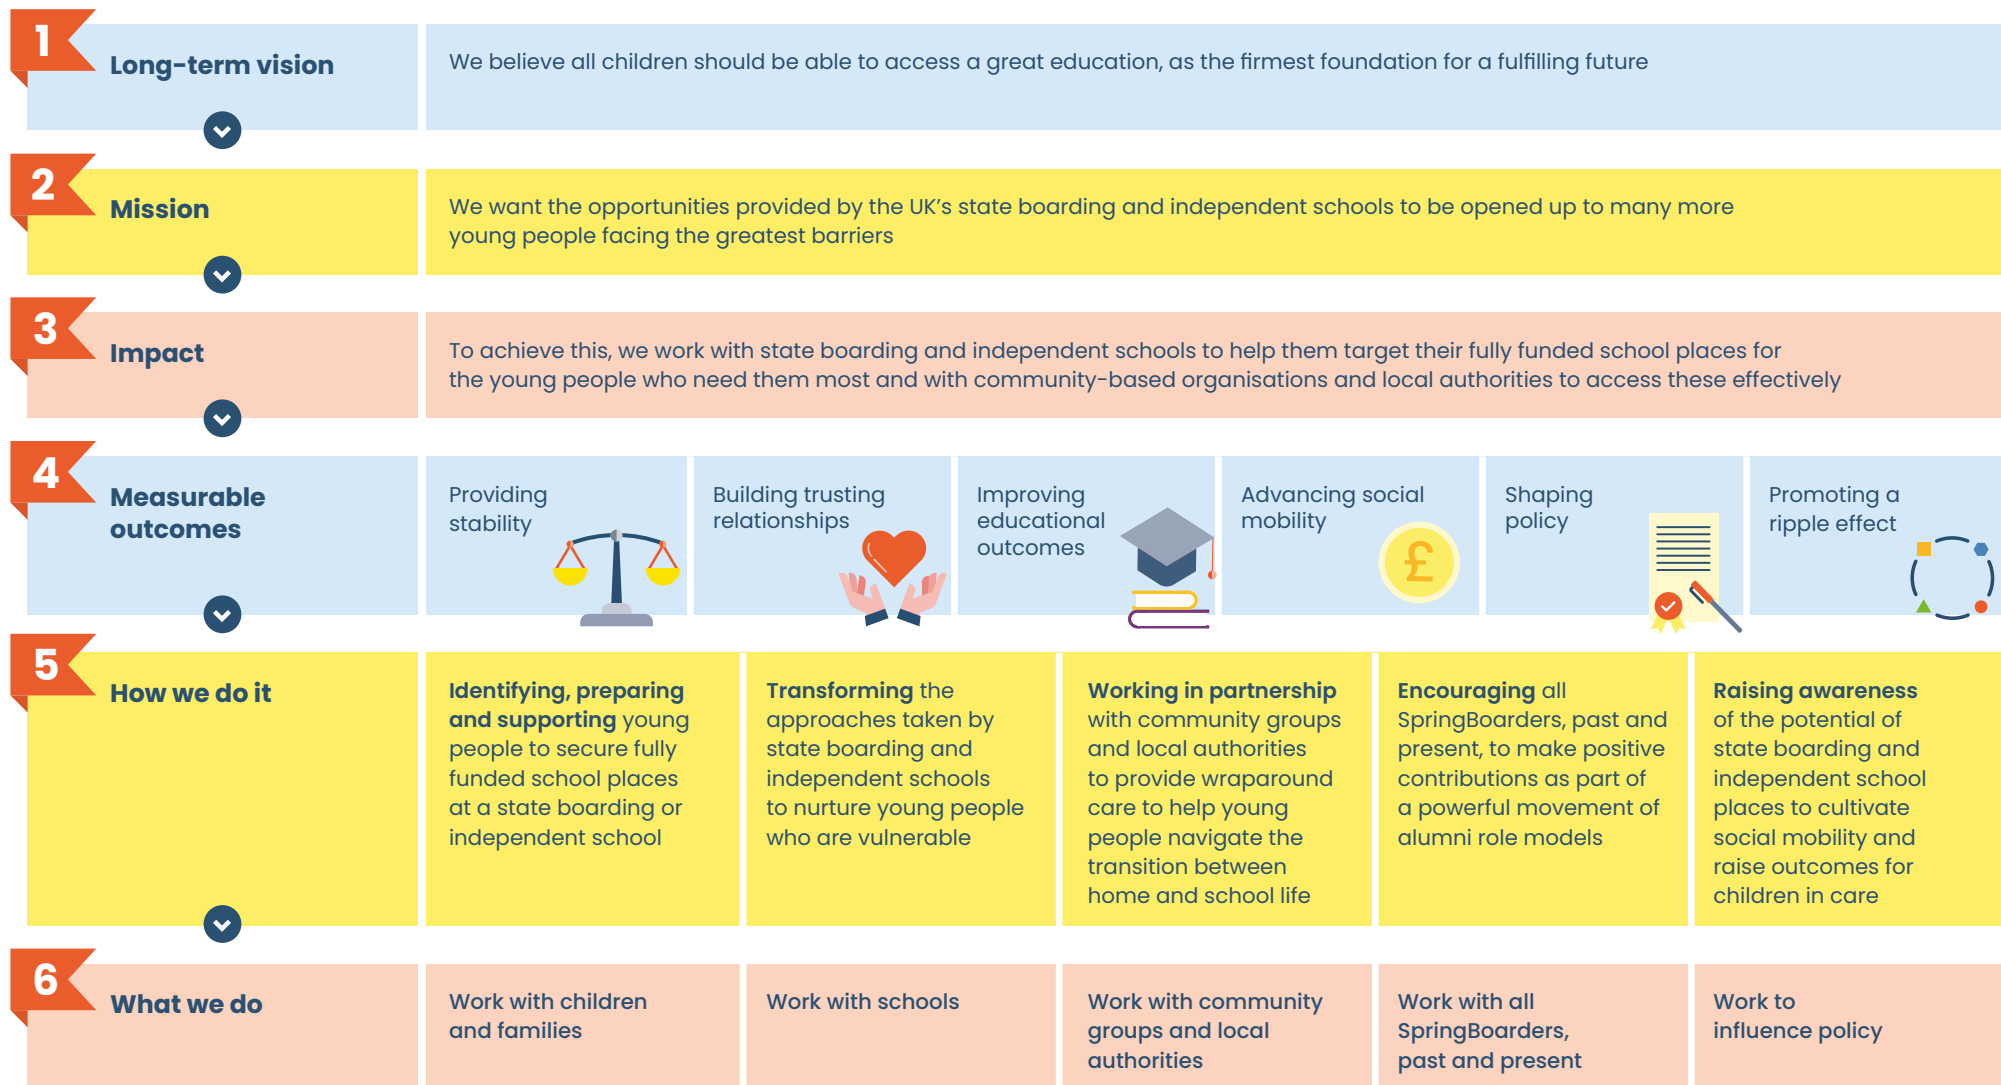 1
Long-term vision
We believe all children should be able to access a great education, as the firmest foundation for a fulfilling future
2
Mission
We want the opportunities provided by the UK's state boarding and independent schools to be opened up to many more
young people facing the greatest barriers
3
Impact
To achieve this, we work with state boarding and independent schools to help them target their fully funded school places for
the young people who need them most and with community-based organisations and local authorities to access these effectively
4
Measurable
outcomes
Providing
stability
Building trusting
relationships
Improving
educational
outcomes
Advancing social
mobility
£
Shaping
policy
Promoting a
ripple effect
5
How we do it
Identifying, preparing
and supporting young
people to secure fully
funded school places
at a state boarding or
independent school
Transforming the
approaches taken by
state boarding and
independent schools
to nurture young people
who are vulnerable
Working in partnership
with community groups
and local authorities
to provide wraparound
care to help young
people navigate the
transition between
home and school life
Encouraging all
SpringBoarders, past and
present, to make positive
contributions as part of
a powerful movement of
alumni role models
Raising awareness
of the potential of
state boarding and
independent school
places to cultivate
social mobility and
raise outcomes for
children in care
6
What we do
Work with children
and families
Work with schools
Work with community
groups and local
authorities
Work with all
SpringBoarders,
past and present
Work to
influence policy